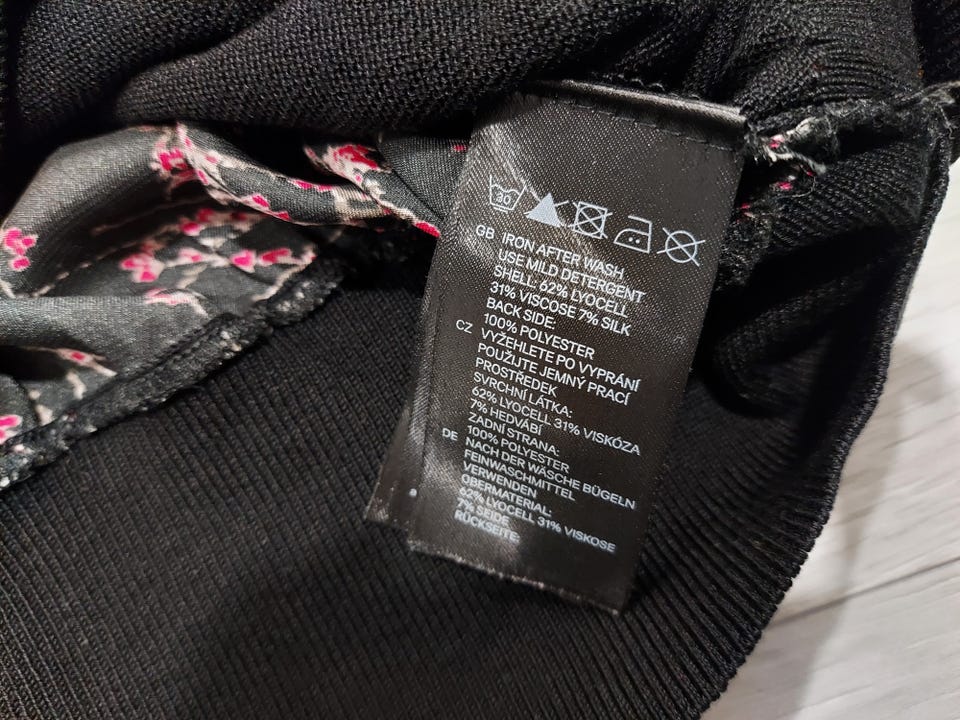 30
GB IRON AFTER WASH
USE MILD DETERGENT
SHELL: 62% LYOCELL
31% VISCOSE 7% SILK
BACK SIDE:
100% POLYESTER
CZ VYŽEHLETE PO VYPRÁNÍ
POUŽIJTE JEMNÝ PRACÍ
PROSTŘEDEK
SVRCHNÍ LÁTKA:
62% LYOCELL 31% VISKÓZA
7% HEDVÁBÍ
ZADNÍ STRANA:
100% POLYESTER
DE NACH DER WÄSCHE BÜGELN
FEINWASCHMITTEL
VERWENDEN
OBERMATERIAL:
62% LYOCELL 31% VISKOSE
7% SEIDE
RÜCKSEITE: